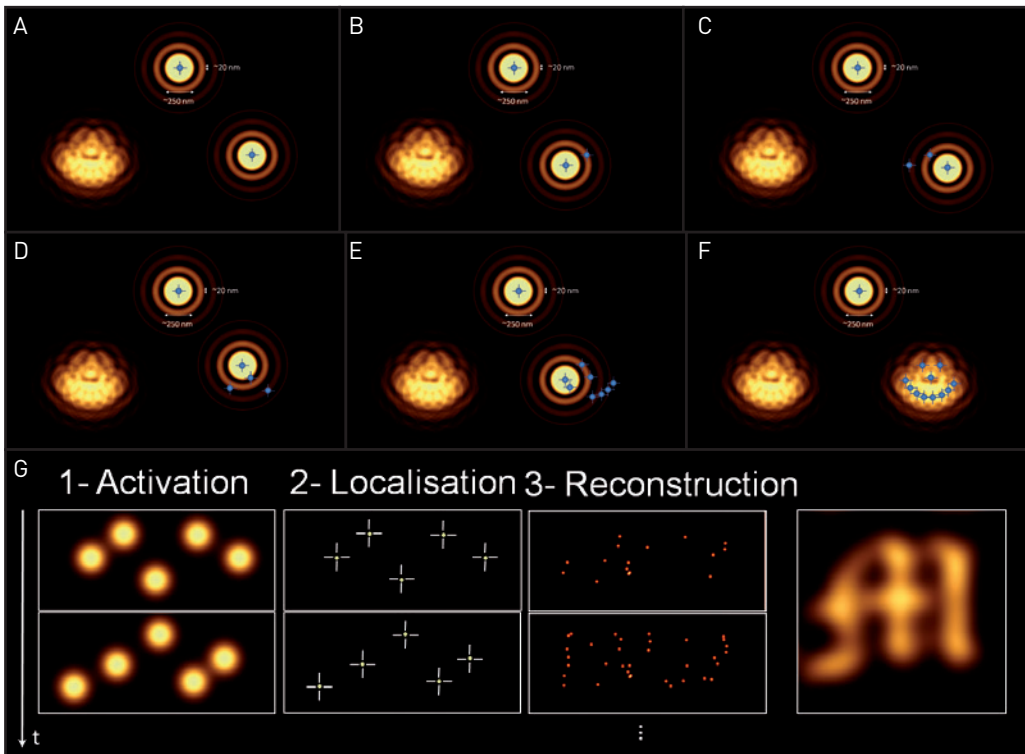 A
~20 nm
~250 nm
B
~20 nm
~250 nm
C
~20 nm
~250 nm
D
~20 nm
~250 nm
E
~20 nm
~250 nm
F
~20 nm
~250 nm
G
1- Activation
2- Localisation
3- Reconstruction
t
⋮